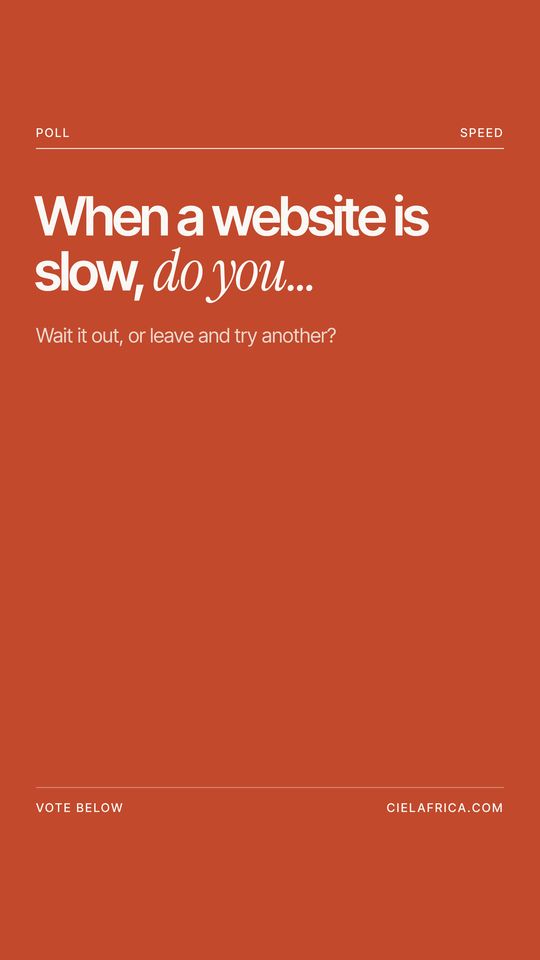 POLL
SPEED
When a website is
slow, do you...
Wait it out, or leave and try another?
VOTE BELOW
CIELAFRICA.COM